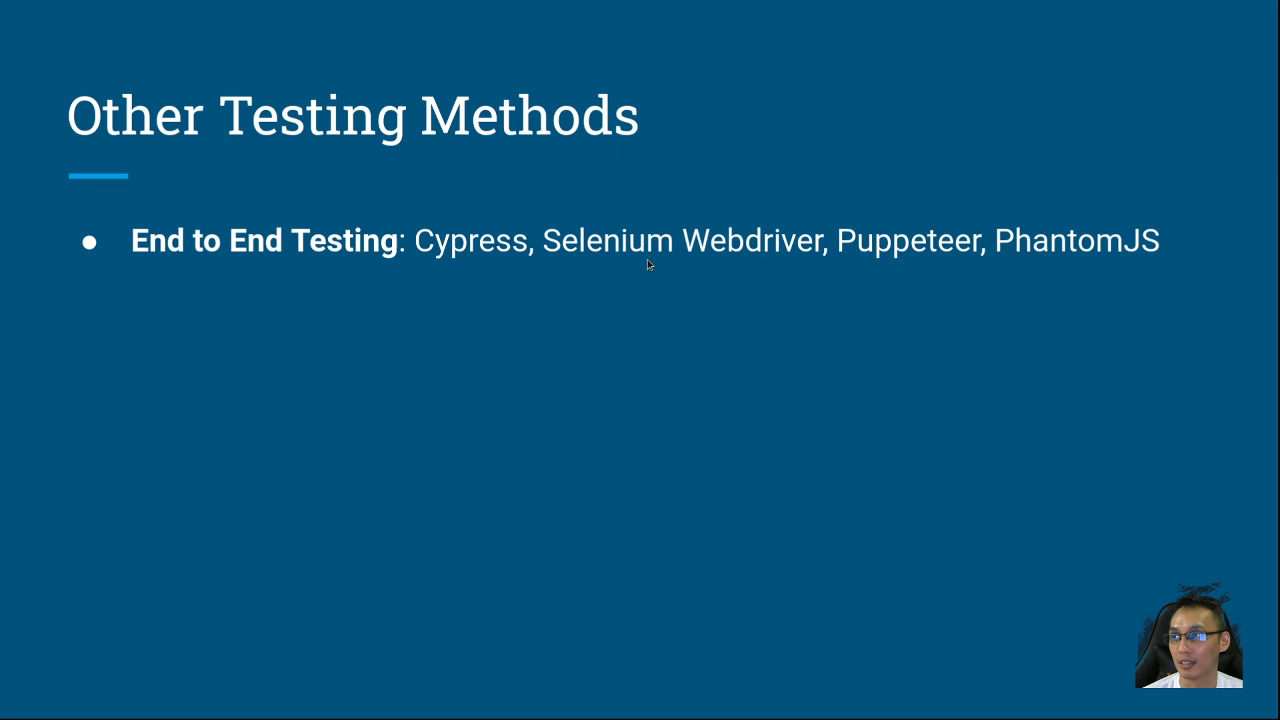 Other Testing Methods
● End to End Testing: Cypress, Selenium Webdriver, Puppeteer, PhantomJS